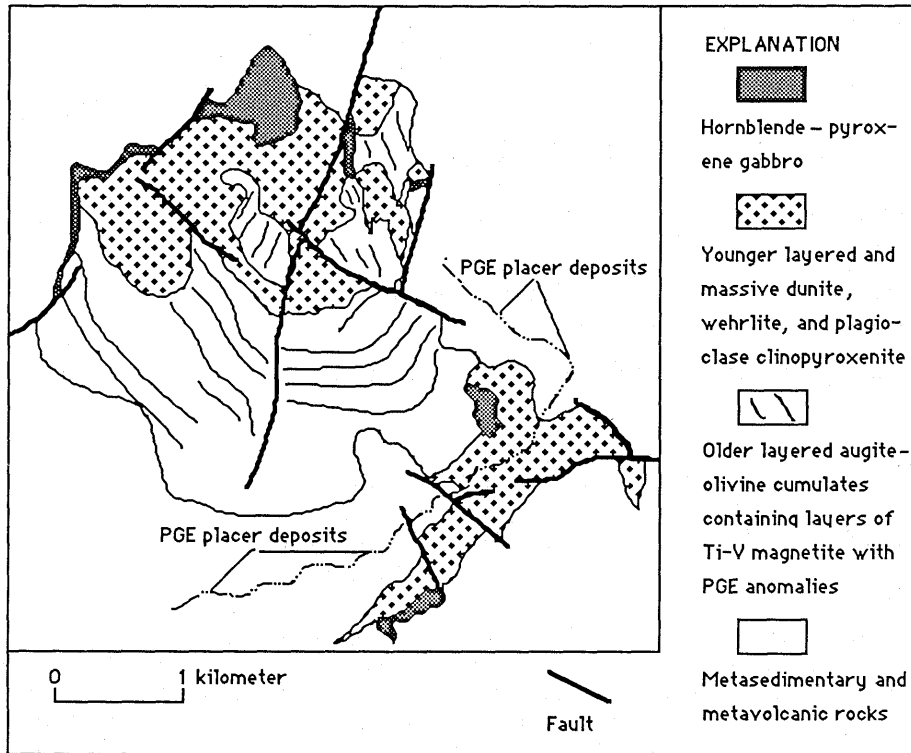 EXPLANATION
Hornblende - pyrox-
ene gabbro
Younger layered and
massive dunite,
wehrlite, and plagio-
clase clinopyroxenite
Older layered augite-
olivine cumulates
containing layers of
Ti-V magnetite with
PGE anomalies
Metasedimentary and
metavolcanic rocks
PGE placer deposits
PGE placer deposits
0 1 kilometer
Fault